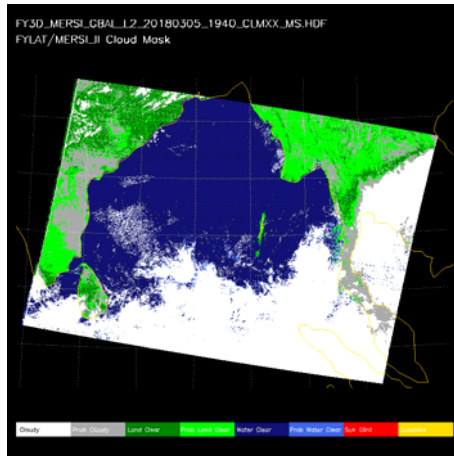 FY3D_MERSI_GBAL_L2_20180305_1940_CLMXX_MS.HDF
FYLAT/MERSI_II Cloud Mask
Cloudy Prob Cloudy Land Clear Prob Land Clear Water Clear Prob Water Clear Sun Glint Coastline